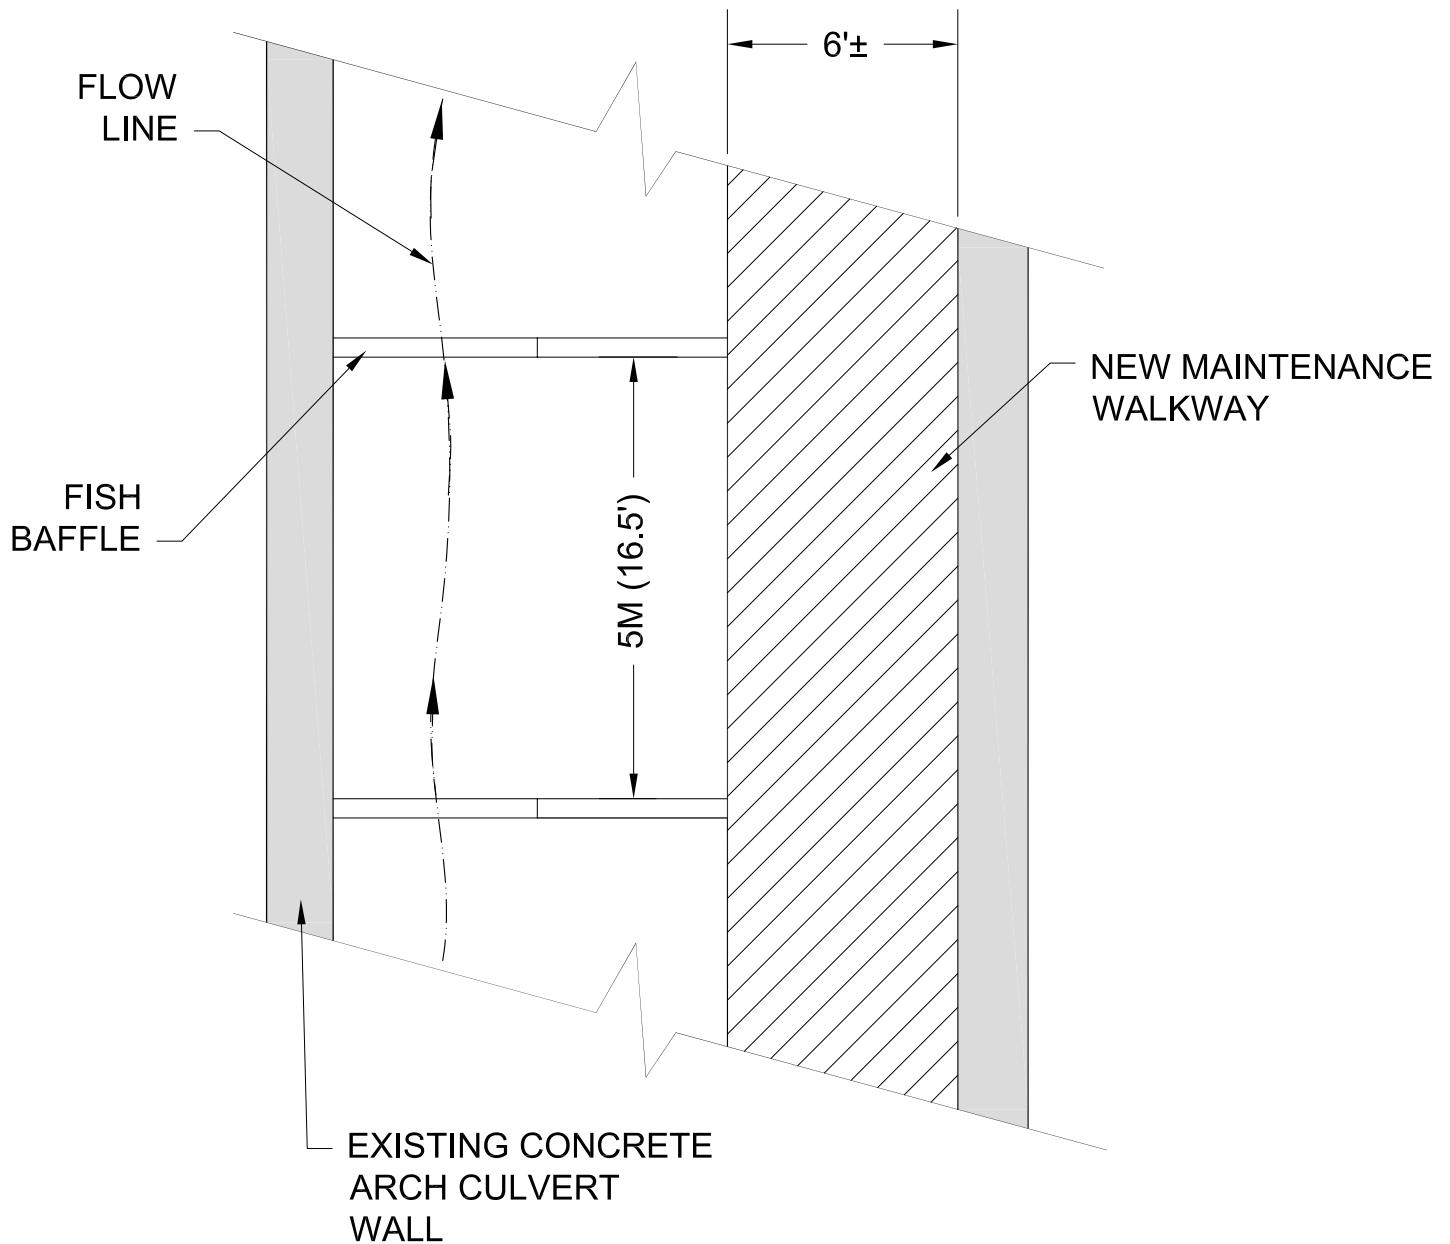 6'±
FLOW
LINE
NEW MAINTENANCE
WALKWAY
FISH
BAFFLE
5M (16.5')
EXISTING CONCRETE
ARCH CULVERT
WALL